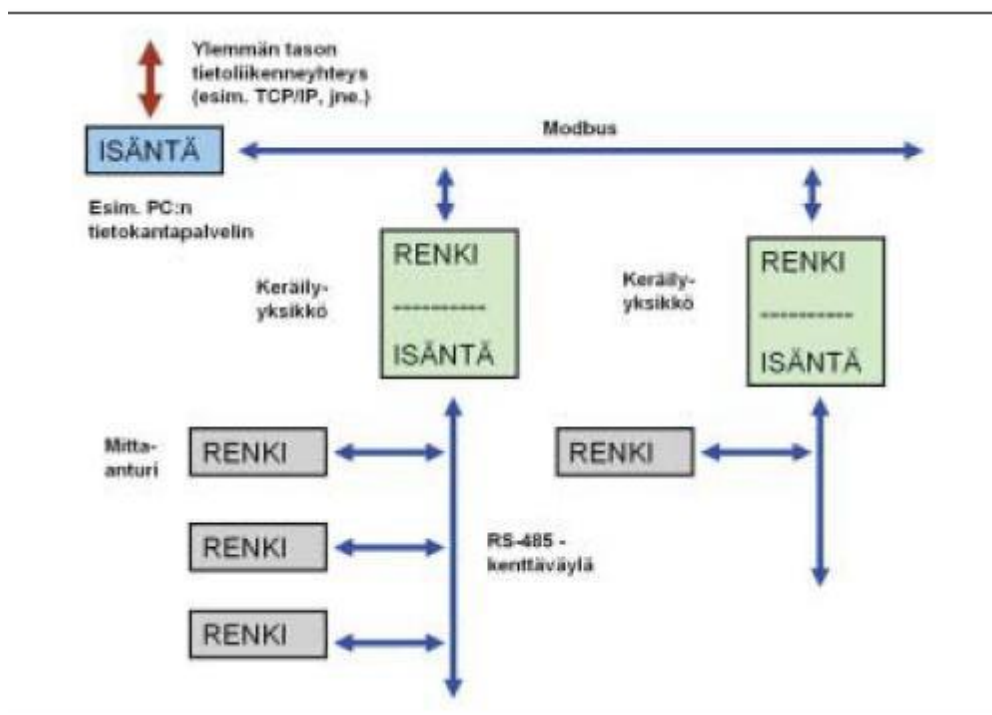 Ylemmän tason
tietoliikenneyhteys
(esim. TCP/IP, jne.)
ISÄNTÄ
Modbus
Esim. PC:n
tietokantapalvelin
Keräily-
yksikkö
RENKI
----------
ISÄNTÄ
Keräily-
yksikkö
RENKI
----------
ISÄNTÄ
Mitta-
anturi
RENKI
RENKI
RENKI
RS-485 -
kenttäväylä
RENKI